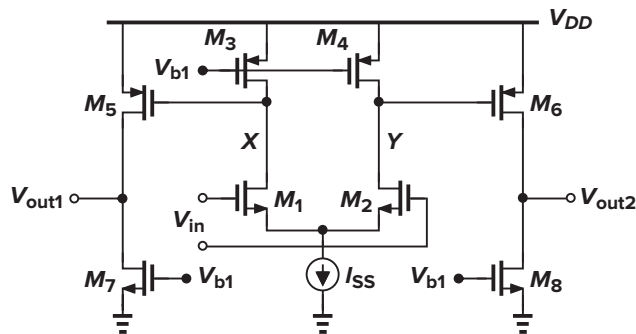 V_DD
M_3
M_4
V_b1
M_5
M_6
X
Y
V_out1
M_1
M_2
V_out2
V_in
M_7
V_b1
I_SS
V_b1
M_8